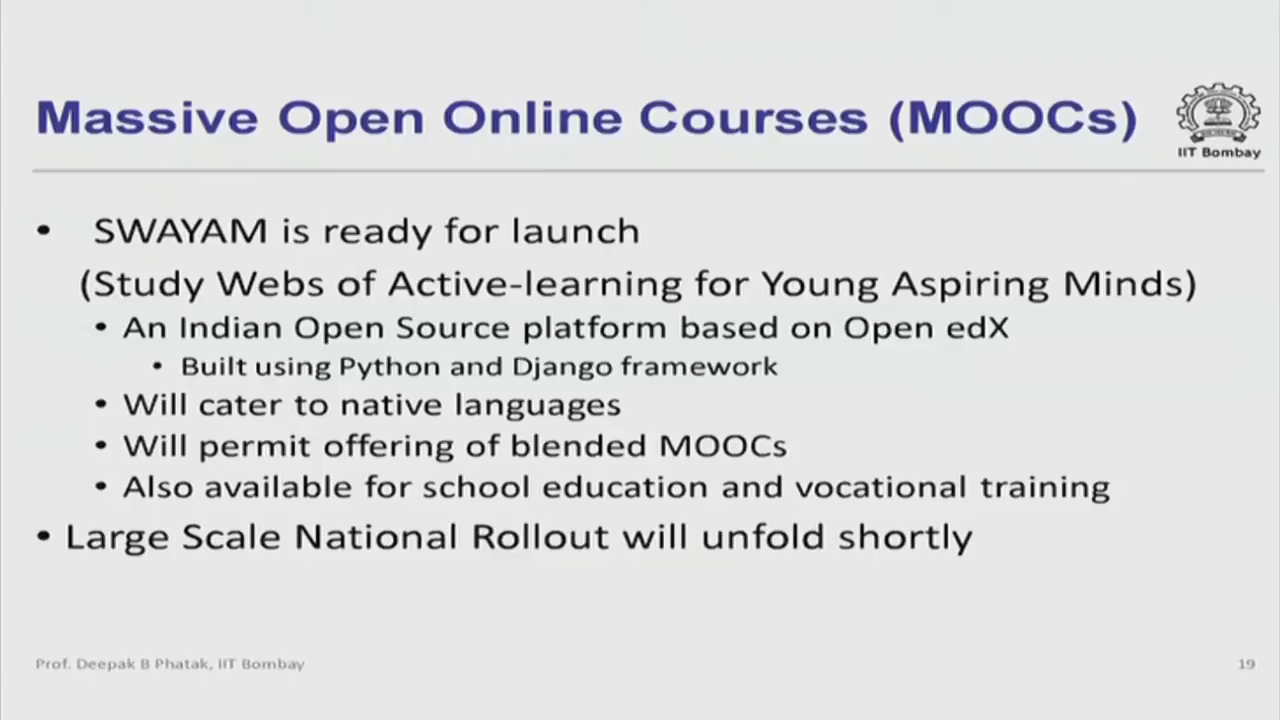 Massive Open Online Courses (MOOCs)
IIT Bombay
• SWAYAM is ready for launch
(Study Webs of Active-learning for Young Aspiring Minds)
• An Indian Open Source platform based on Open edX
• Built using Python and Django framework
• Will cater to native languages
• Will permit offering of blended MOOCs
• Also available for school education and vocational training
• Large Scale National Rollout will unfold shortly
Prof. Deepak B Phatak, IIT Bombay
19